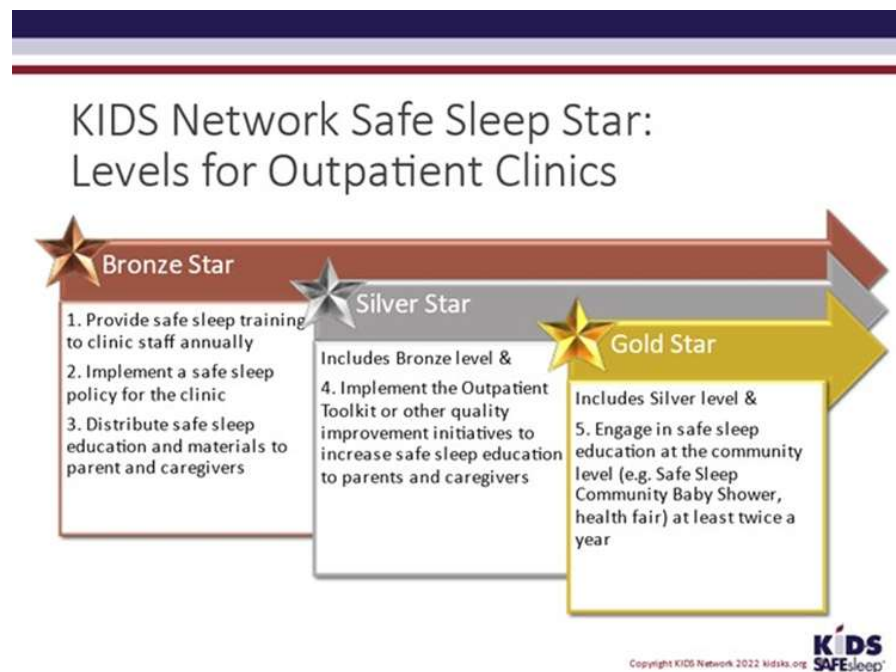 KIDS Network Safe Sleep Star:
Levels for Outpatient Clinics
Bronze Star
1. Provide safe sleep training
to clinic staff annually
2. Implement a safe sleep
policy for the clinic
3. Distribute safe sleep
education and materials to
parent and caregivers
Silver Star
Includes Bronze level &
4. Implement the Outpatient
Toolkit or other quality
improvement initiatives to
increase safe sleep education
to parents and caregivers
Gold Star
Includes Silver level &
5. Engage in safe sleep
education at the community
level (e.g. Safe Sleep
Community Baby Shower,
health fair) at least twice a
year
Copyright KIDS Network 2022 kidsks.org
KiDS
SAFEsleep